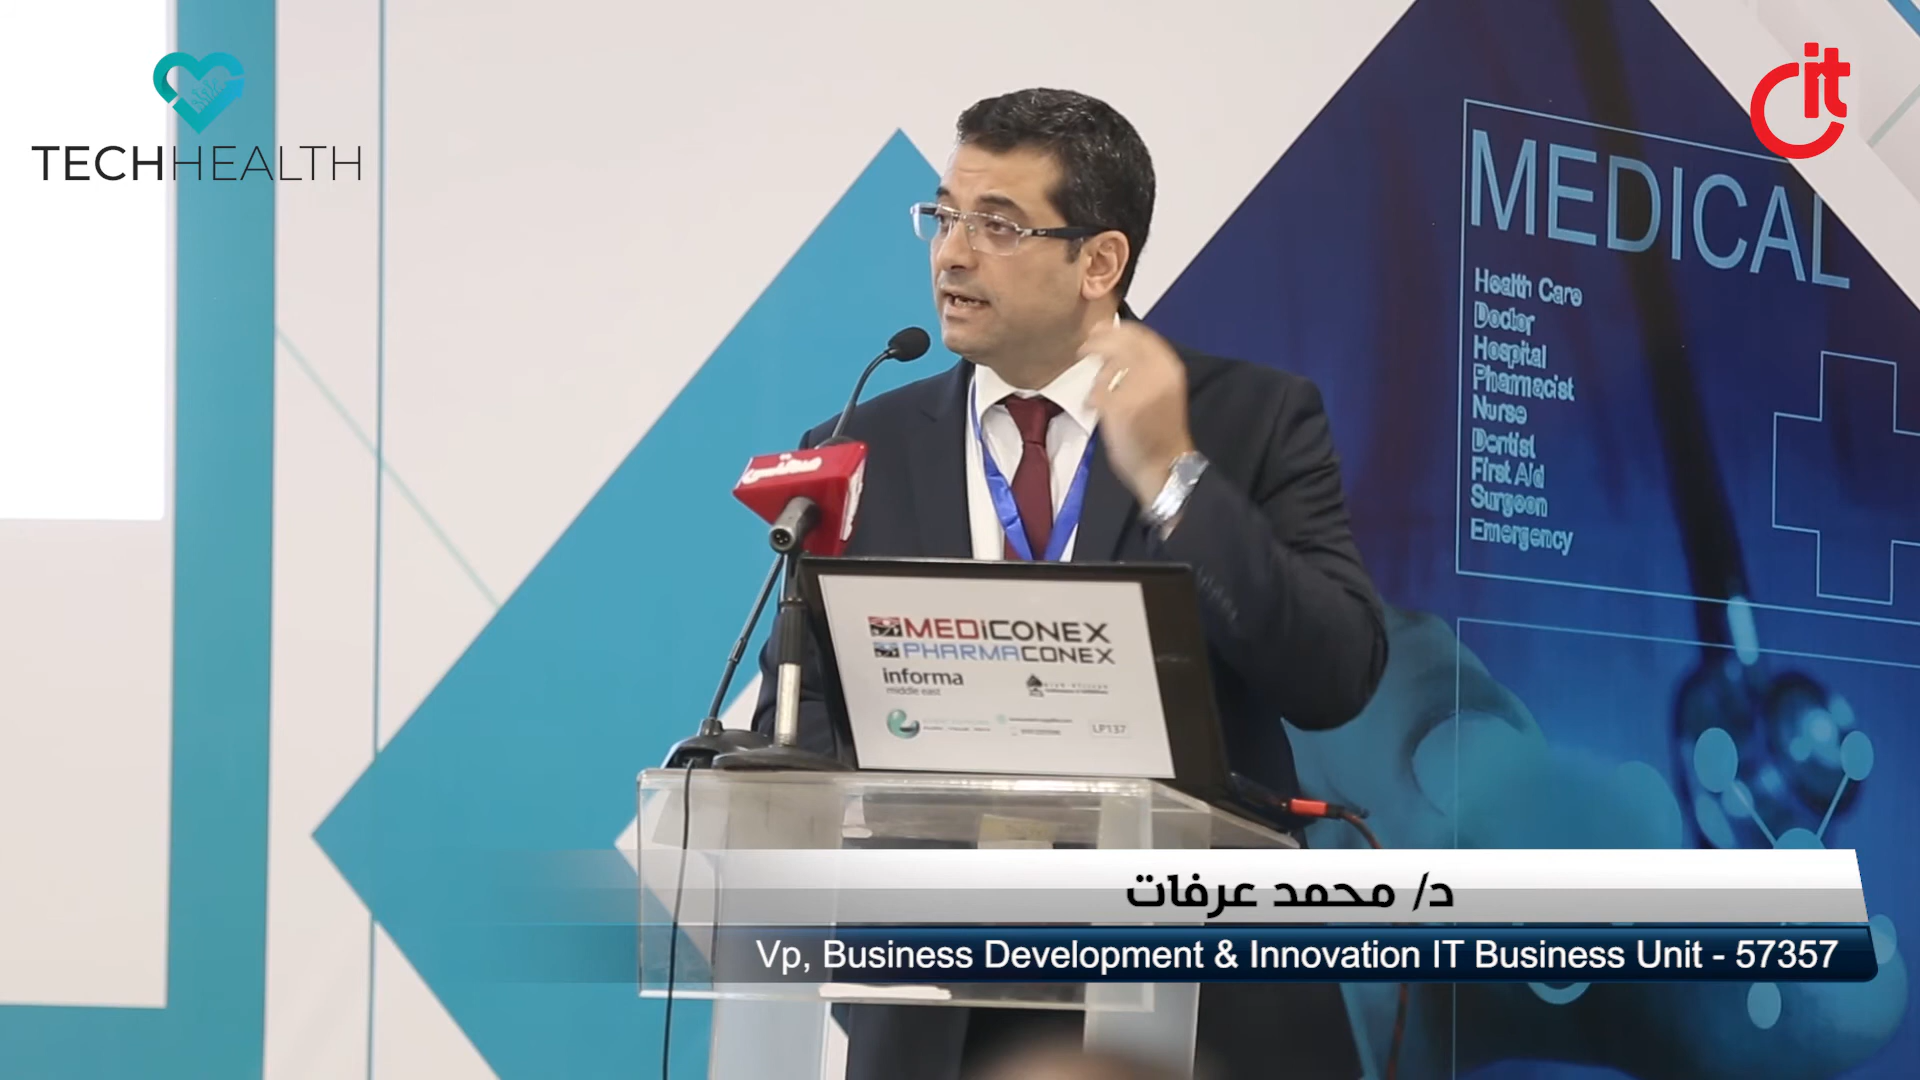 TECHHEALTH
it
MEDICAL
Health Care
Doctor
Hospital
Pharmacist
Nurse
Dentist
First Aid
Surgeon
Emergency
MEDiCONEX
PHARMACONEX
informa
middle east
LP137
د/ محمد عرفات
Vp, Business Development & Innovation IT Business Unit - 57357